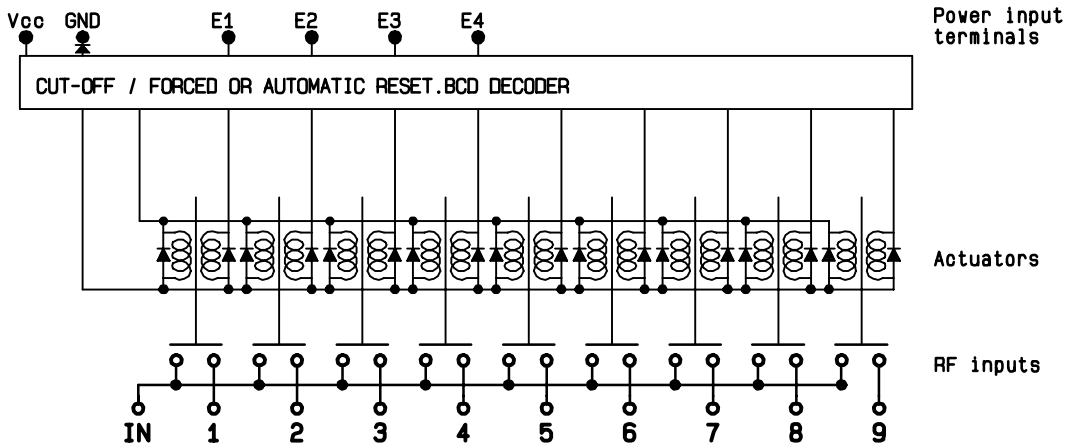 Vcc GND E1 E2 E3 E4
Power input
terminals
CUT-OFF / FORCED OR AUTOMATIC RESET.BCD DECODER
Actuators
RF inputs
IN 1 2 3 4 5 6 7 8 9